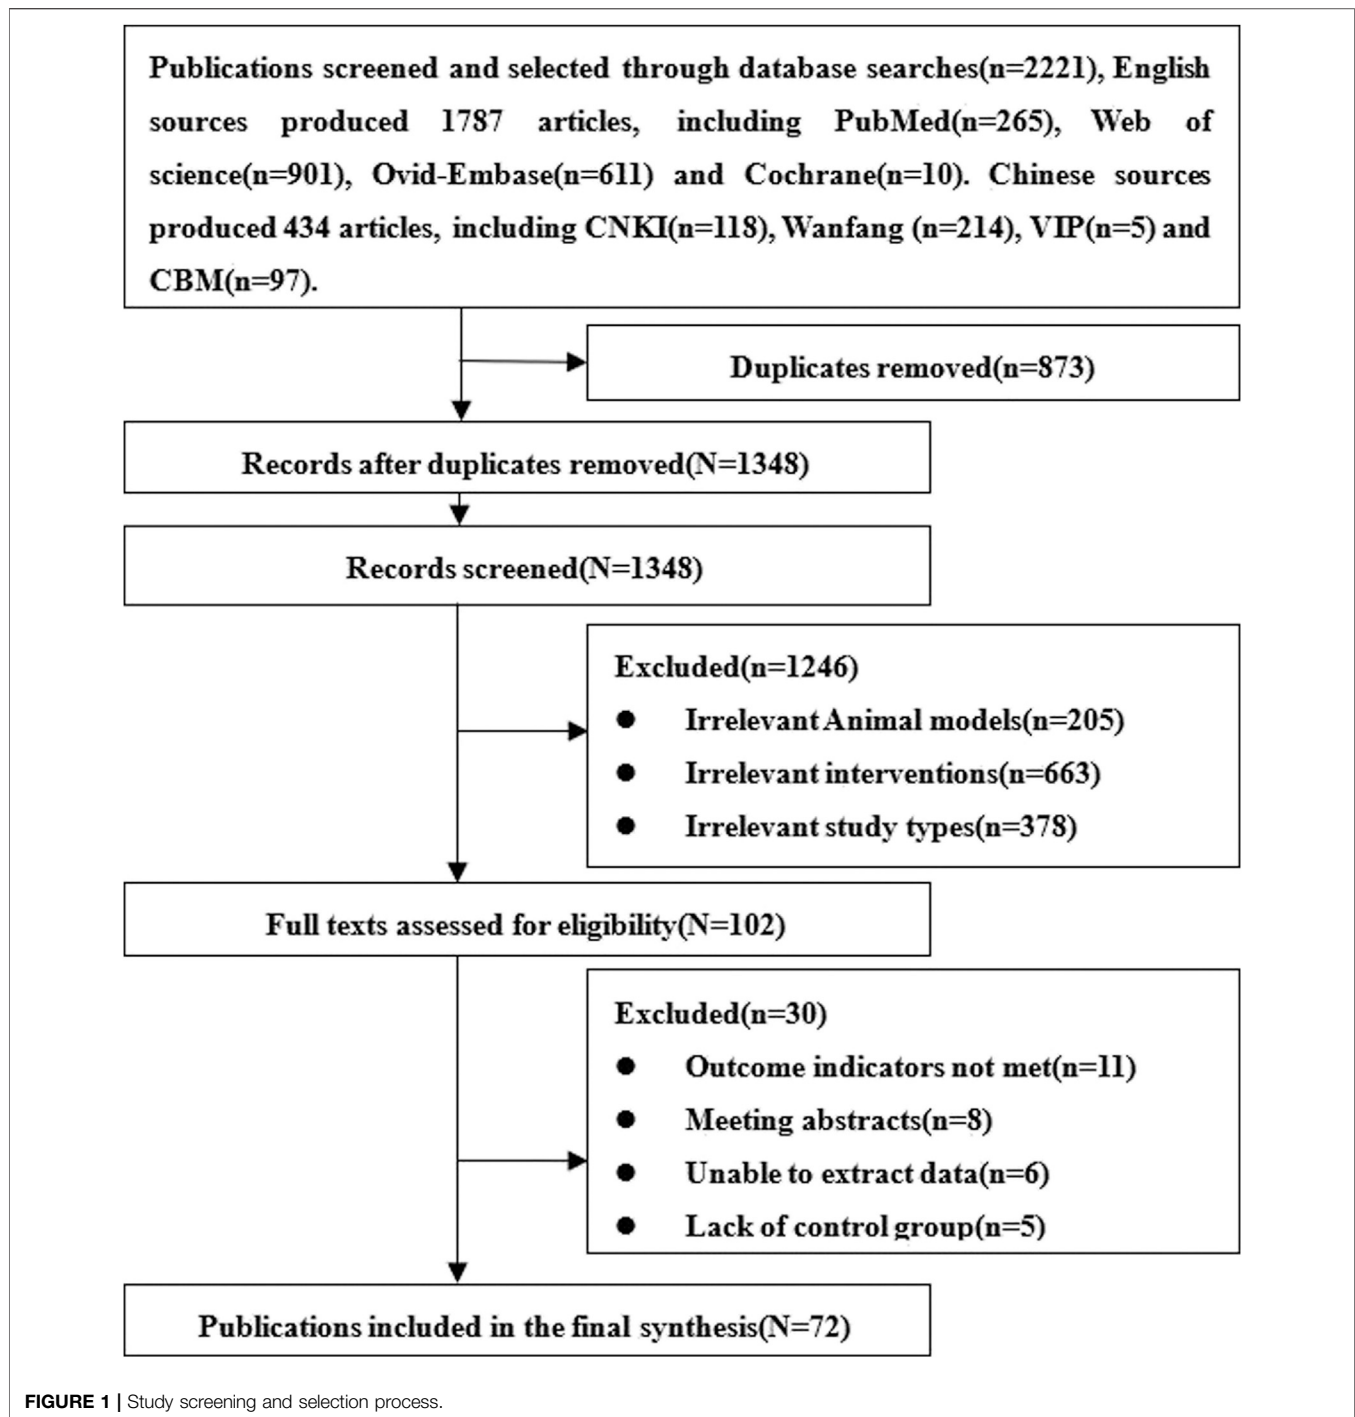 Publications screened and selected through database searches(n=2221), English
sources produced 1787 articles, including PubMed(n=265), Web of
science(n=901), Ovid-Embase(n=611) and Cochrane(n=10). Chinese sources
produced 434 articles, including CNKI(n=118), Wanfang (n=214), VIP(n=5) and
CBM(n=97).
Duplicates removed(n=873)
Records after duplicates removed(N=1348)
Records screened(N=1348)
Excluded(n=1246)
● Irrelevant Animal models(n=205)
● Irrelevant interventions(n=663)
● Irrelevant study types(n=378)
Full texts assessed for eligibility(N=102)
Excluded(n=30)
● Outcome indicators not met(n=11)
● Meeting abstracts(n=8)
● Unable to extract data(n=6)
● Lack of control group(n=5)
Publications included in the final synthesis(N=72)
FIGURE 1 | Study screening and selection process.